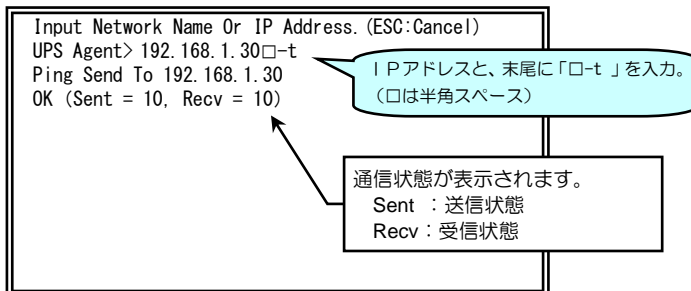 Input Network Name Or IP Address.(ESC:Cancel)
UPS Agent> 192.168.1.30□-t
Ping Send To 192.168.1.30
OK (Sent = 10, Recv = 10)
ＩＰアドレスと、末尾に「□-t 」を入力。
（□は半角スペース）
通信状態が表示されます。
Sent ：送信状態
Recv：受信状態